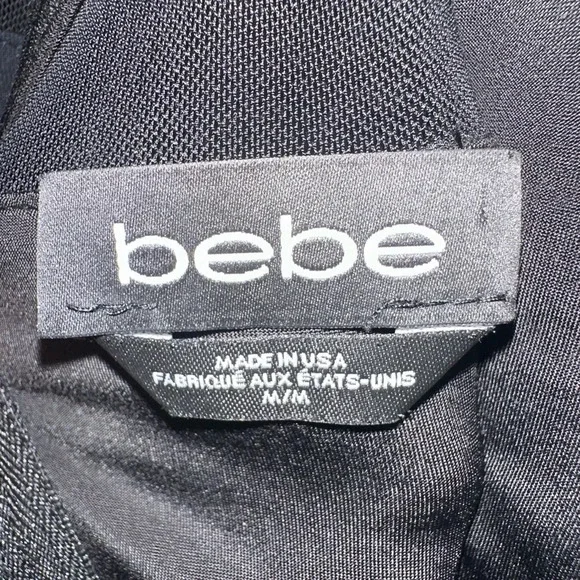 bebe
MADE IN USA
FABRIQUÉ AUX ÉTATS-UNIS
M/M